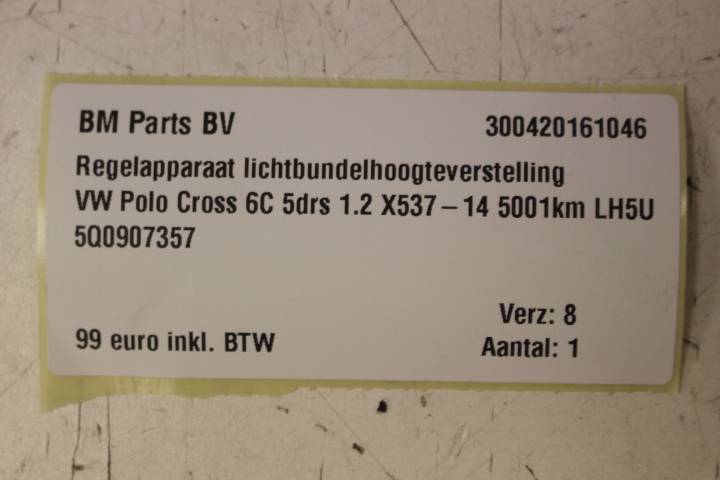 BM Parts BV 300420161046
Regelapparaat lichtbundelhoogteverstelling
VW Polo Cross 6C 5drs 1.2 X537 – 14 5001km LH5U
5Q0907357
Verz: 8
99 euro inkl. BTW Aantal: 1